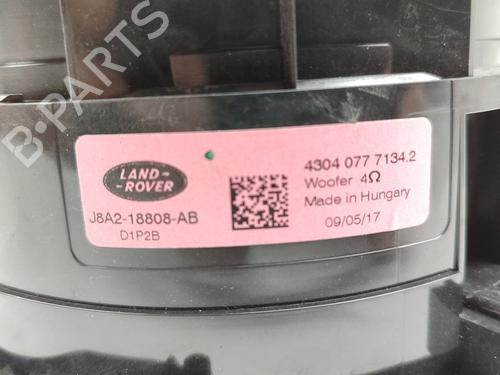 B-PARTS
LAND-
-ROVER
J8A2-18808-AB
D1P2B
4304 077 7134.2
Woofer 4Ω
Made in Hungary
09/05/17